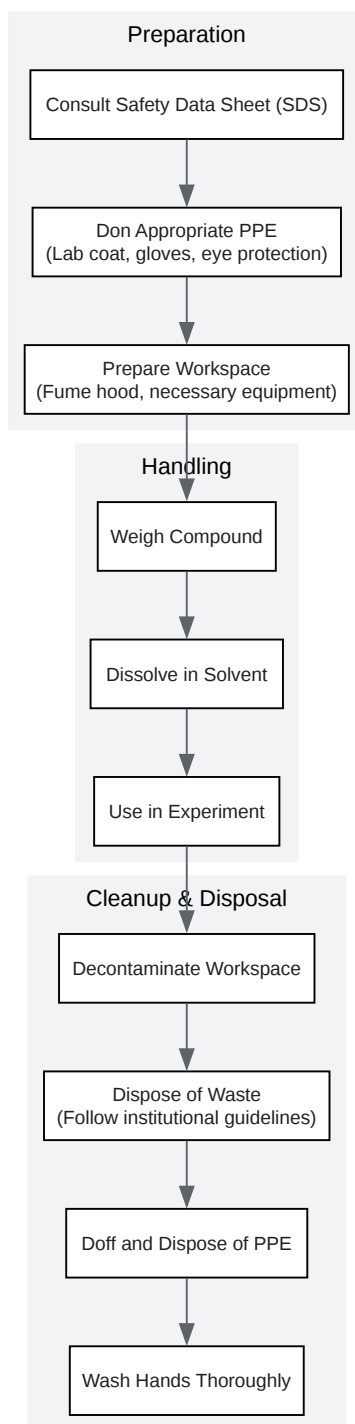 Preparation
Consult Safety Data Sheet (SDS)
Don Appropriate PPE
(Lab coat, gloves, eye protection)
Prepare Workspace
(Fume hood, necessary equipment)
Handling
Weigh Compound
Dissolve in Solvent
Use in Experiment
Cleanup & Disposal
Decontaminate Workspace
Dispose of Waste
(Follow institutional guidelines)
Doff and Dispose of PPE
Wash Hands Thoroughly